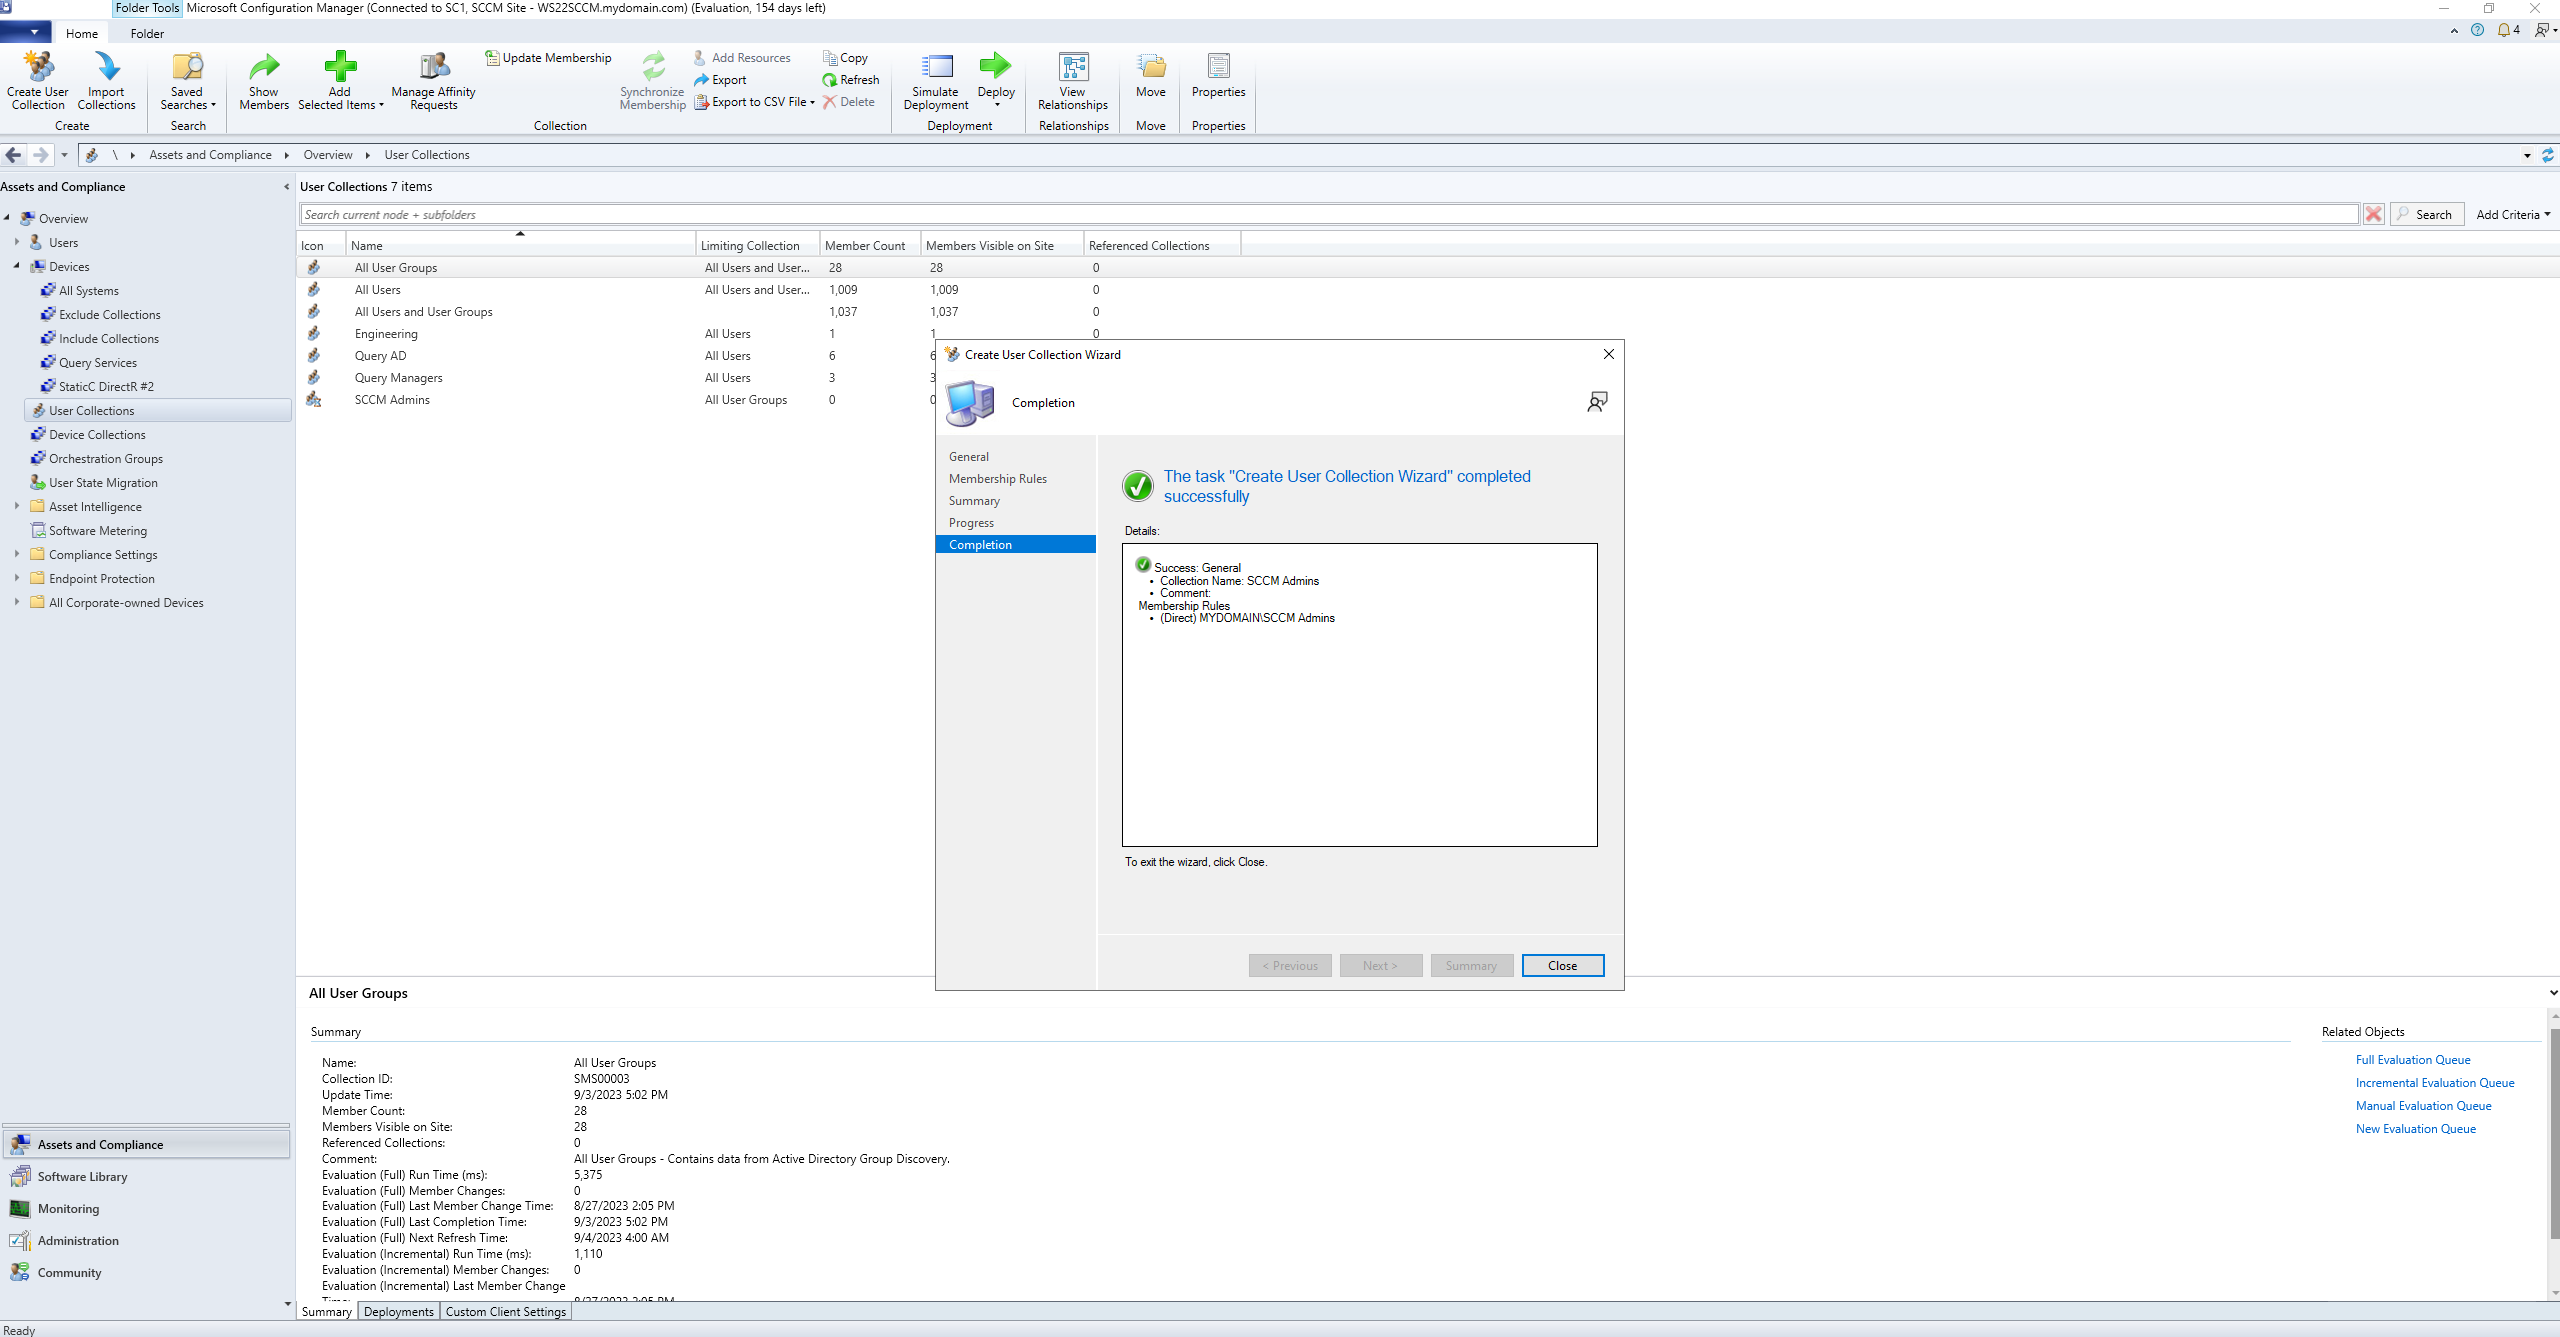 Folder Tools Microsoft Configuration Manager (Connected to SC1, SCCM Site - WS22SCCM.mydomain.com) (Evaluation, 154 days left)
Home Folder
4
Create User Collection
Import Collections
Create
Saved Searches
Search
Show Members
Add Selected Items
Manage Affinity Requests
Update Membership
Synchronize Membership
Add Resources
Export
Export to CSV File
Copy
Refresh
Delete
Collection
Simulate Deployment
Deploy
Deployment
View Relationships
Relationships
Move
Move
Properties
Properties
\ Assets and Compliance Overview User Collections
Assets and Compliance
Overview
Users
Devices
All Systems
Exclude Collections
Include Collections
Query Services
StaticC DirectR #2
User Collections
Device Collections
Orchestration Groups
User State Migration
Asset Intelligence
Software Metering
Compliance Settings
Endpoint Protection
All Corporate-owned Devices
Assets and Compliance
Software Library
Monitoring
Administration
Community
User Collections 7 items
Search current node + subfolders
Search Add Criteria
Icon Name Limiting Collection Member Count Members Visible on Site Referenced Collections
All User Groups All Users and User... 28 28 0
All Users All Users and User... 1,009 1,009 0
All Users and User Groups 1,037 1,037 0
Engineering All Users 1 1 0
Query AD All Users 6 6
Query Managers All Users 3 3
SCCM Admins All User Groups 0 0
Create User Collection Wizard
Completion
General
Membership Rules
Summary
Progress
Completion
The task "Create User Collection Wizard" completed
successfully
Details:
Success: General
• Collection Name: SCCM Admins
• Comment:
Membership Rules
• (Direct) MYDOMAIN\SCCM Admins
To exit the wizard, click Close.
< Previous Next > Summary Close
All User Groups
Summary
Name: All User Groups
Collection ID: SMS00003
Update Time: 9/3/2023 5:02 PM
Member Count: 28
Members Visible on Site: 28
Referenced Collections: 0
Comment: All User Groups - Contains data from Active Directory Group Discovery.
Evaluation (Full) Run Time (ms): 5,375
Evaluation (Full) Member Changes: 0
Evaluation (Full) Last Member Change Time: 8/27/2023 2:05 PM
Evaluation (Full) Last Completion Time: 9/3/2023 5:02 PM
Evaluation (Full) Next Refresh Time: 9/4/2023 4:00 AM
Evaluation (Incremental) Run Time (ms): 1,110
Evaluation (Incremental) Member Changes: 0
Evaluation (Incremental) Last Member Change
Time: 8/27/2023 2:05 PM
Related Objects
Full Evaluation Queue
Incremental Evaluation Queue
Manual Evaluation Queue
New Evaluation Queue
Summary Deployments Custom Client Settings
Ready